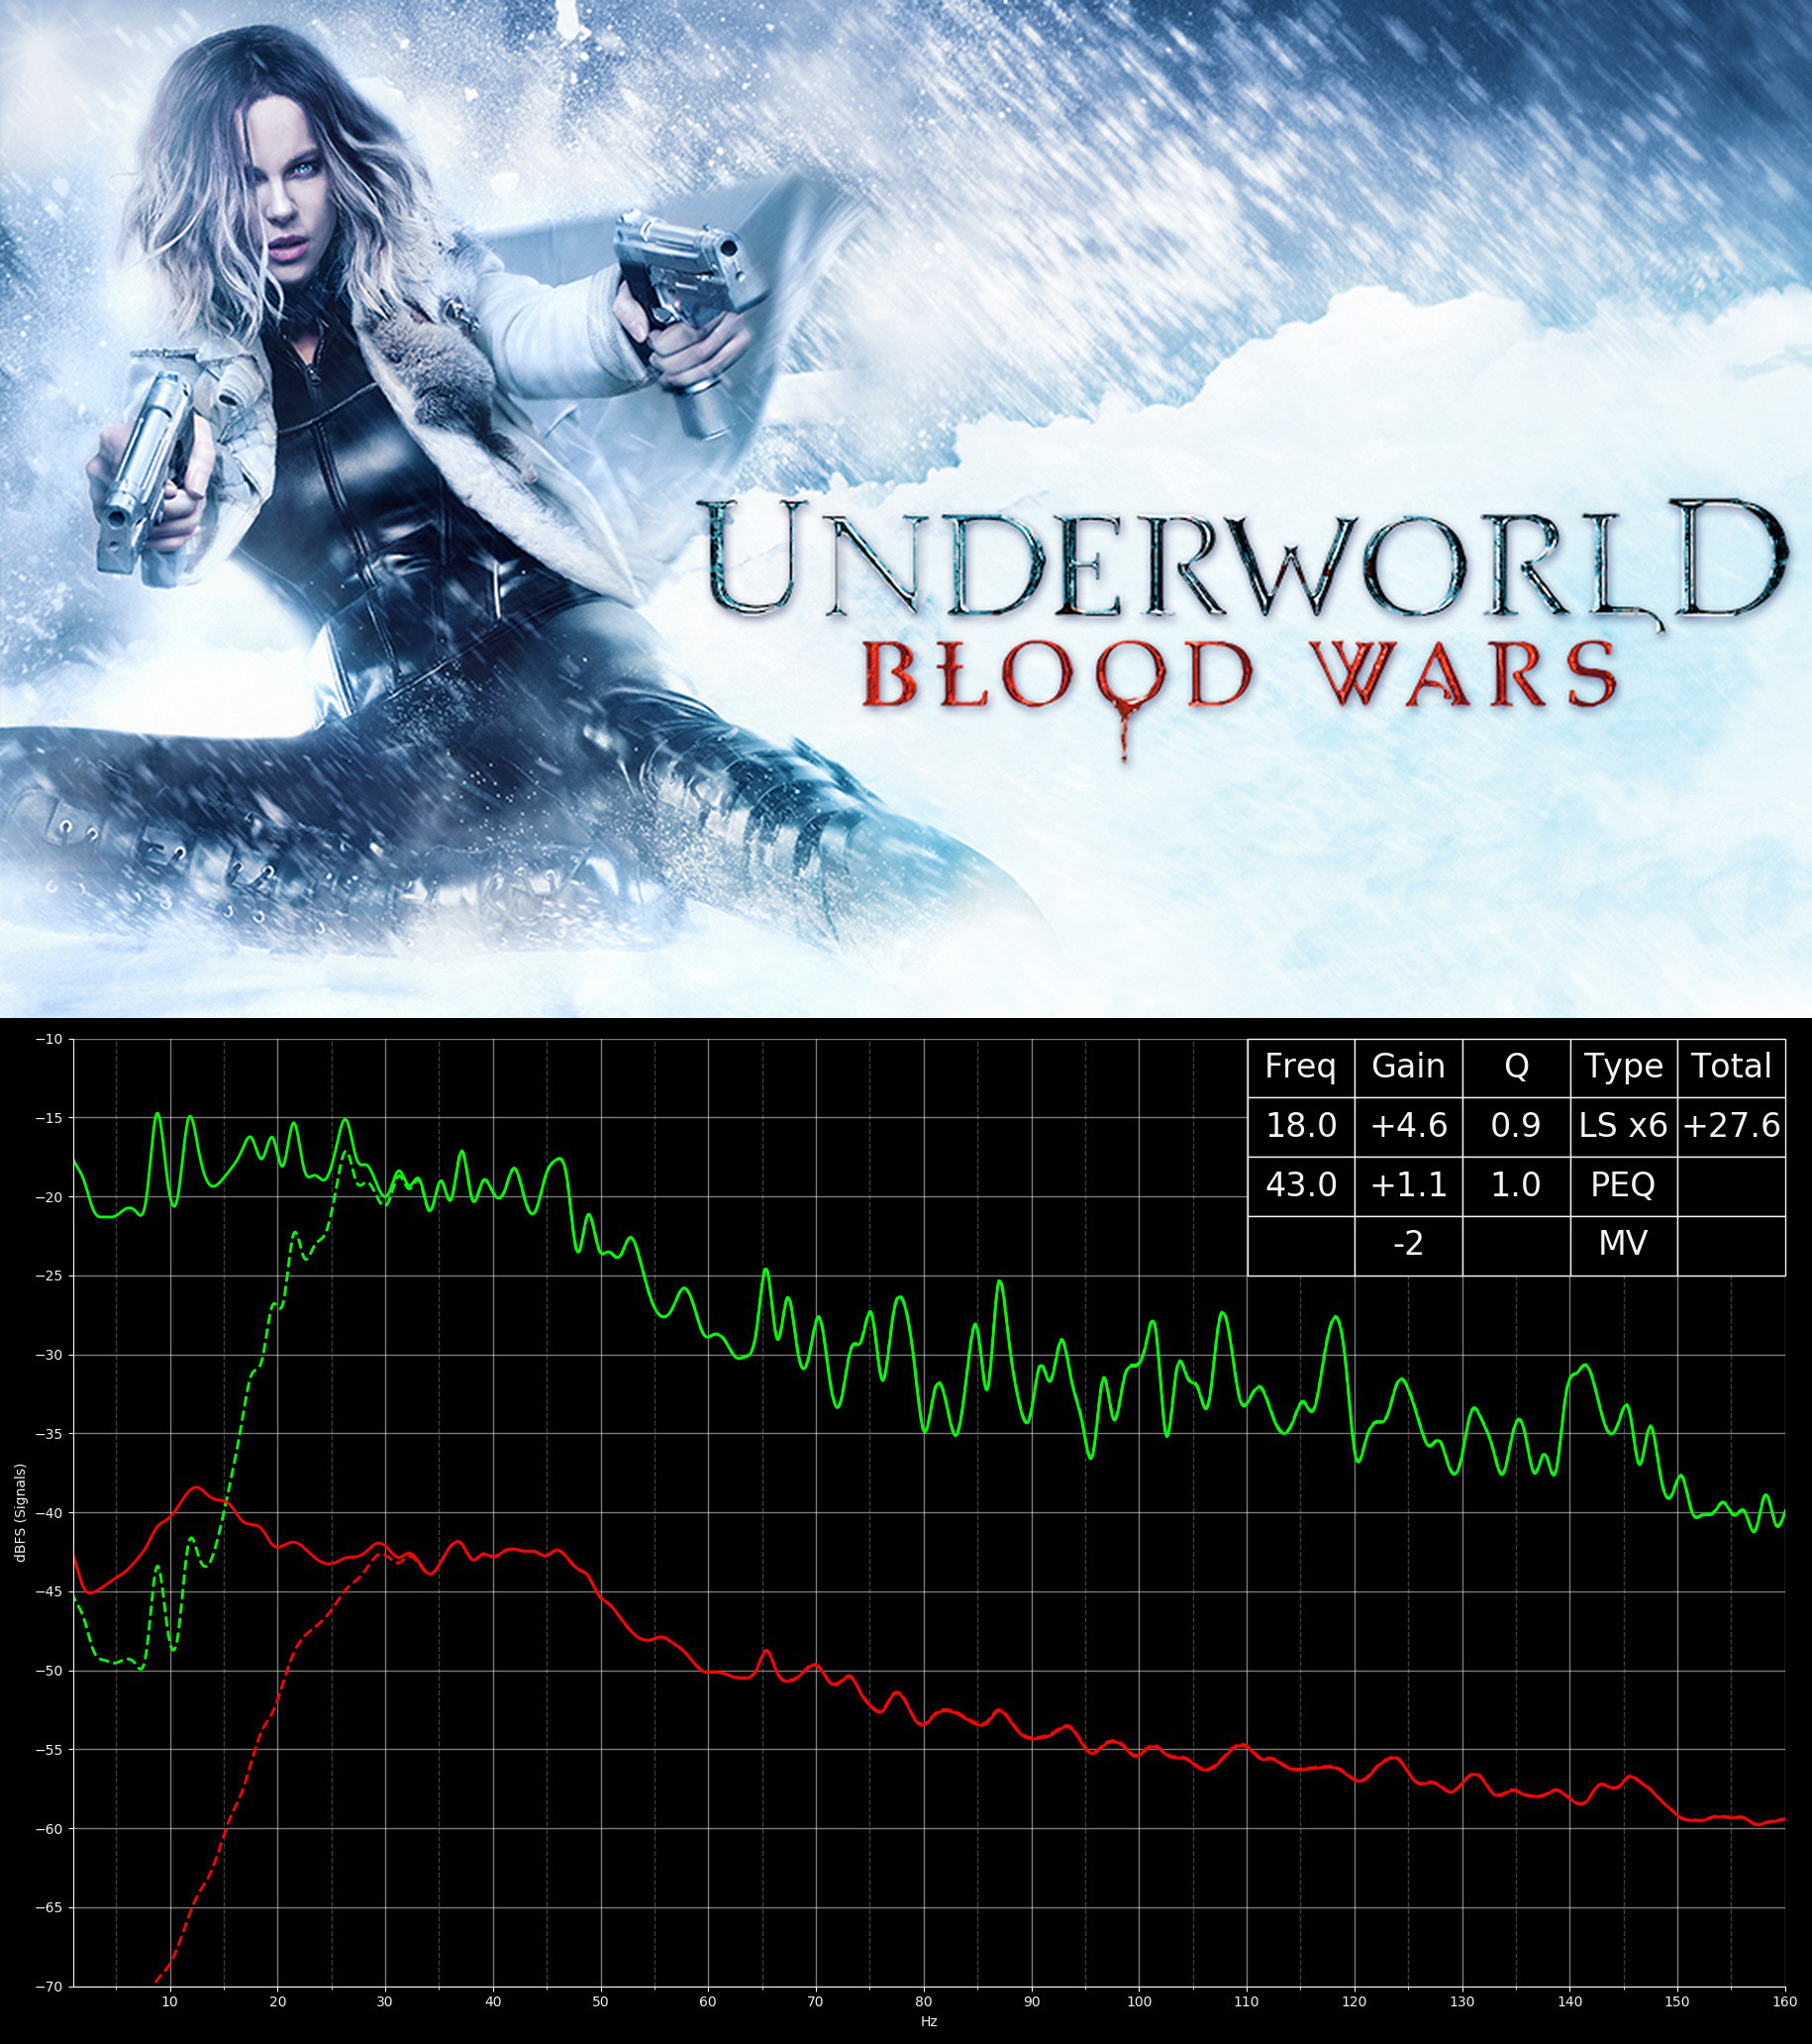 UNDERWORLD
BLOOD WARS
Freq Gain Q Type Total
18.0 +4.6 0.9 LS x6 +27.6
43.0 +1.1 1.0 PEQ
-2 MV
−10
−15
−20
−25
−30
−35
−40
−45
−50
−55
−60
−65
−70
dBFS (Signals)
10 20 30 40 50 60 70 80 90 100 110 120 130 140 150 160
Hz